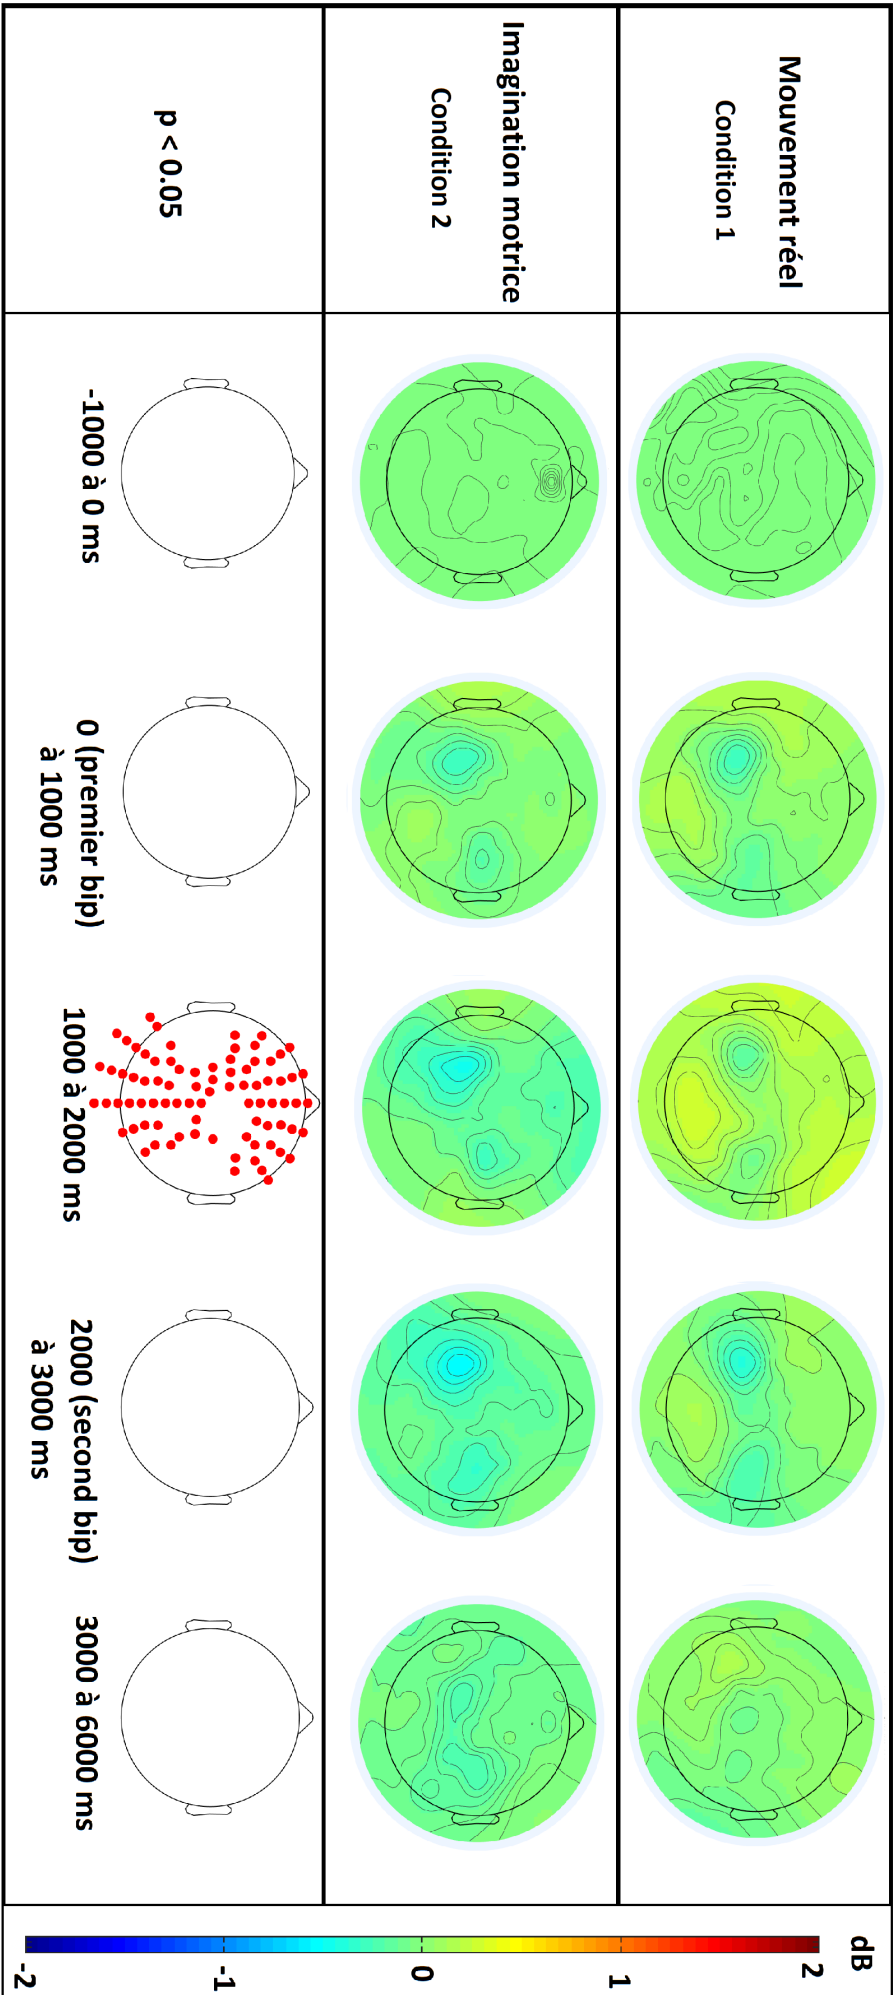 Mouvement réel
Condition 1
Imagination motrice
Condition 2
p < 0.05
-1000 à 0 ms
0 (premier bip)
à 1000 ms
1000 à 2000 ms
2000 (second bip)
à 3000 ms
3000 à 6000 ms
dB
2
1
0
-1
-2